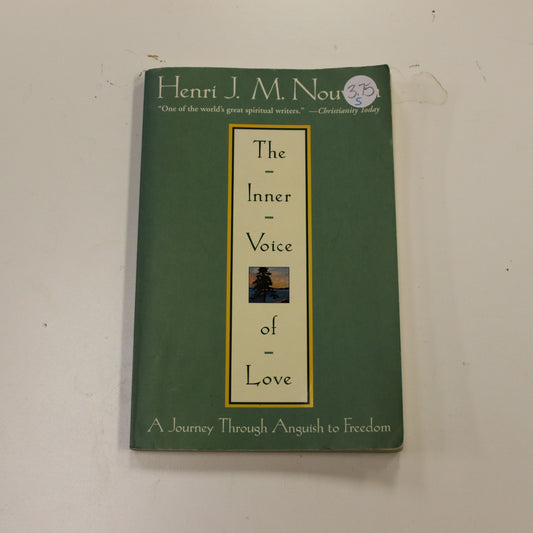 Henri J. M.
3.75
S
"One of the world's great spiritual writers." —Christianity Today
The
Inner
Voice
of
Love
A Journey Through Anguish to Freedom